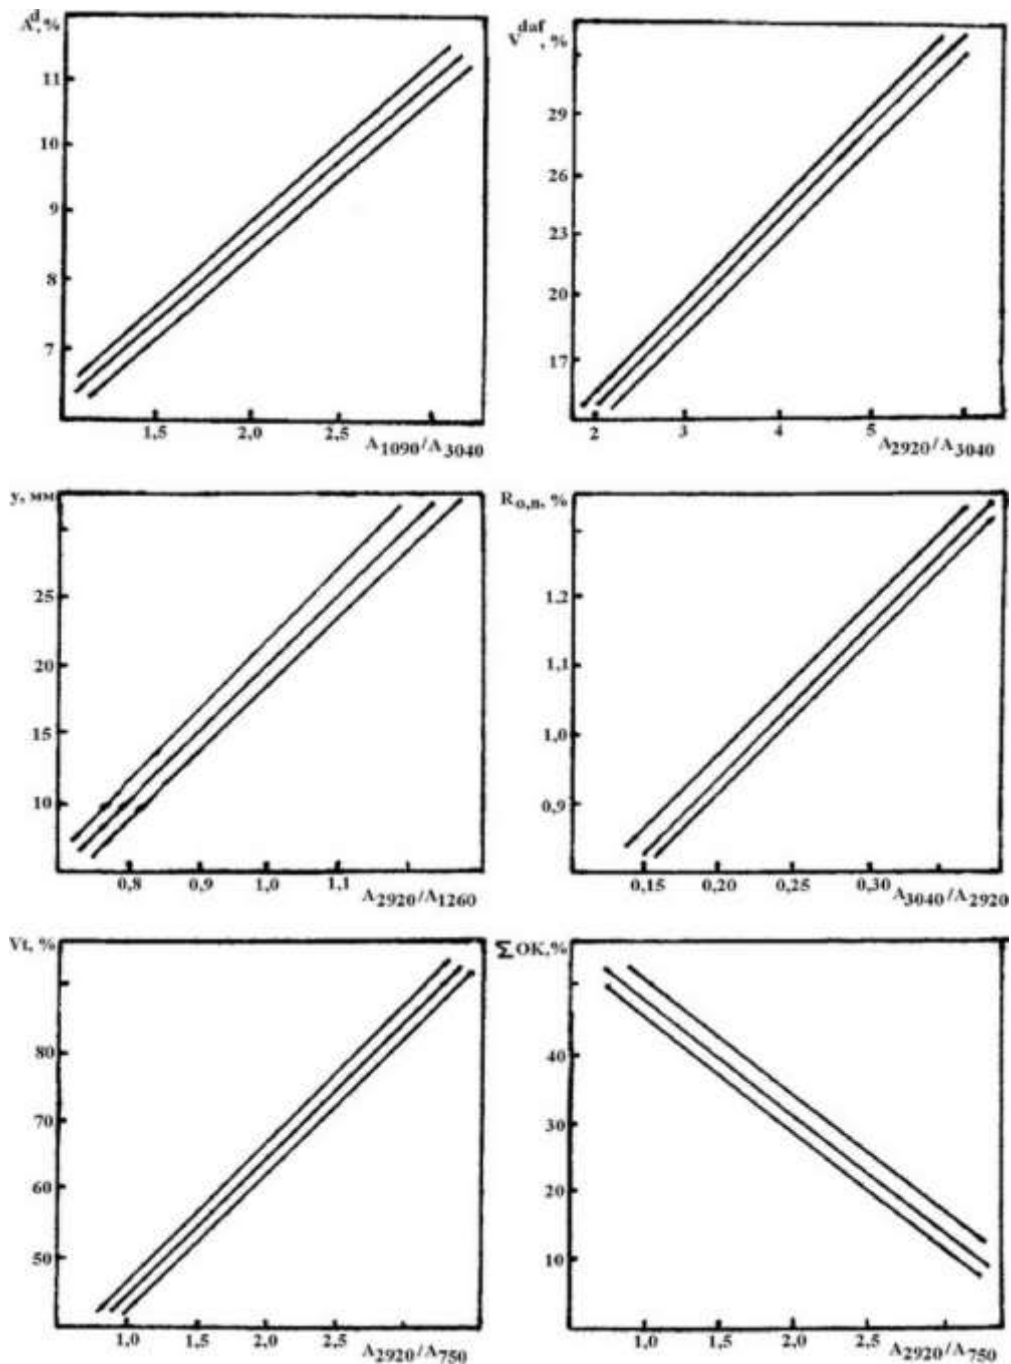 A^d, %
11
10
9
8
7
1,5 2,0 2,5
A1090/A3040
V^daf, %
29
26
23
20
17
2 3 4 5
A2920/A3040
y, мм
25
20
15
10
0,8 0,9 1,0 1,1
A2920/A1260
Ro,n, %
1,2
1,1
1,0
0,9
0,15 0,20 0,25 0,30
A3040/A2920
Vt, %
80
70
60
50
1,0 1,5 2,0 2,5
A2920/A750
ΣOK,%
40
30
20
10
1,0 1,5 2,0 2,5
A2920/A750